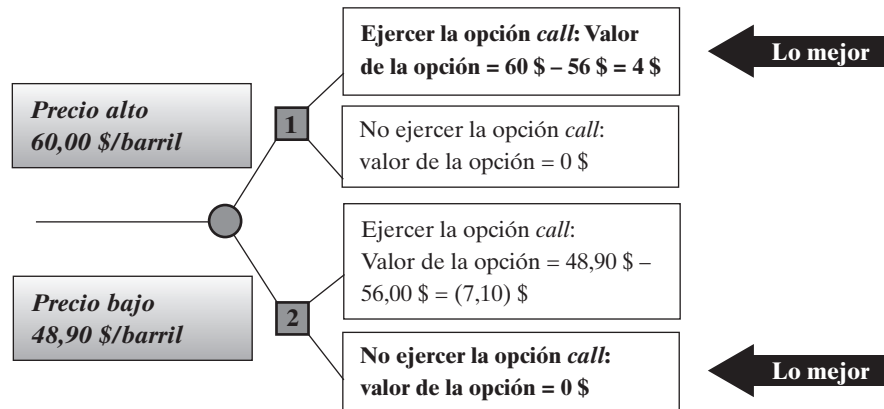 Ejercer la opción call: Valor
de la opción = 60 $ – 56 $ = 4 $
Lo mejor
Precio alto
60,00 $/barril
1
No ejercer la opción call:
valor de la opción = 0 $
Ejercer la opción call:
Valor de la opción = 48,90 $ –
56,00 $ = (7,10) $
Precio bajo
48,90 $/barril
2
No ejercer la opción call:
valor de la opción = 0 $
Lo mejor